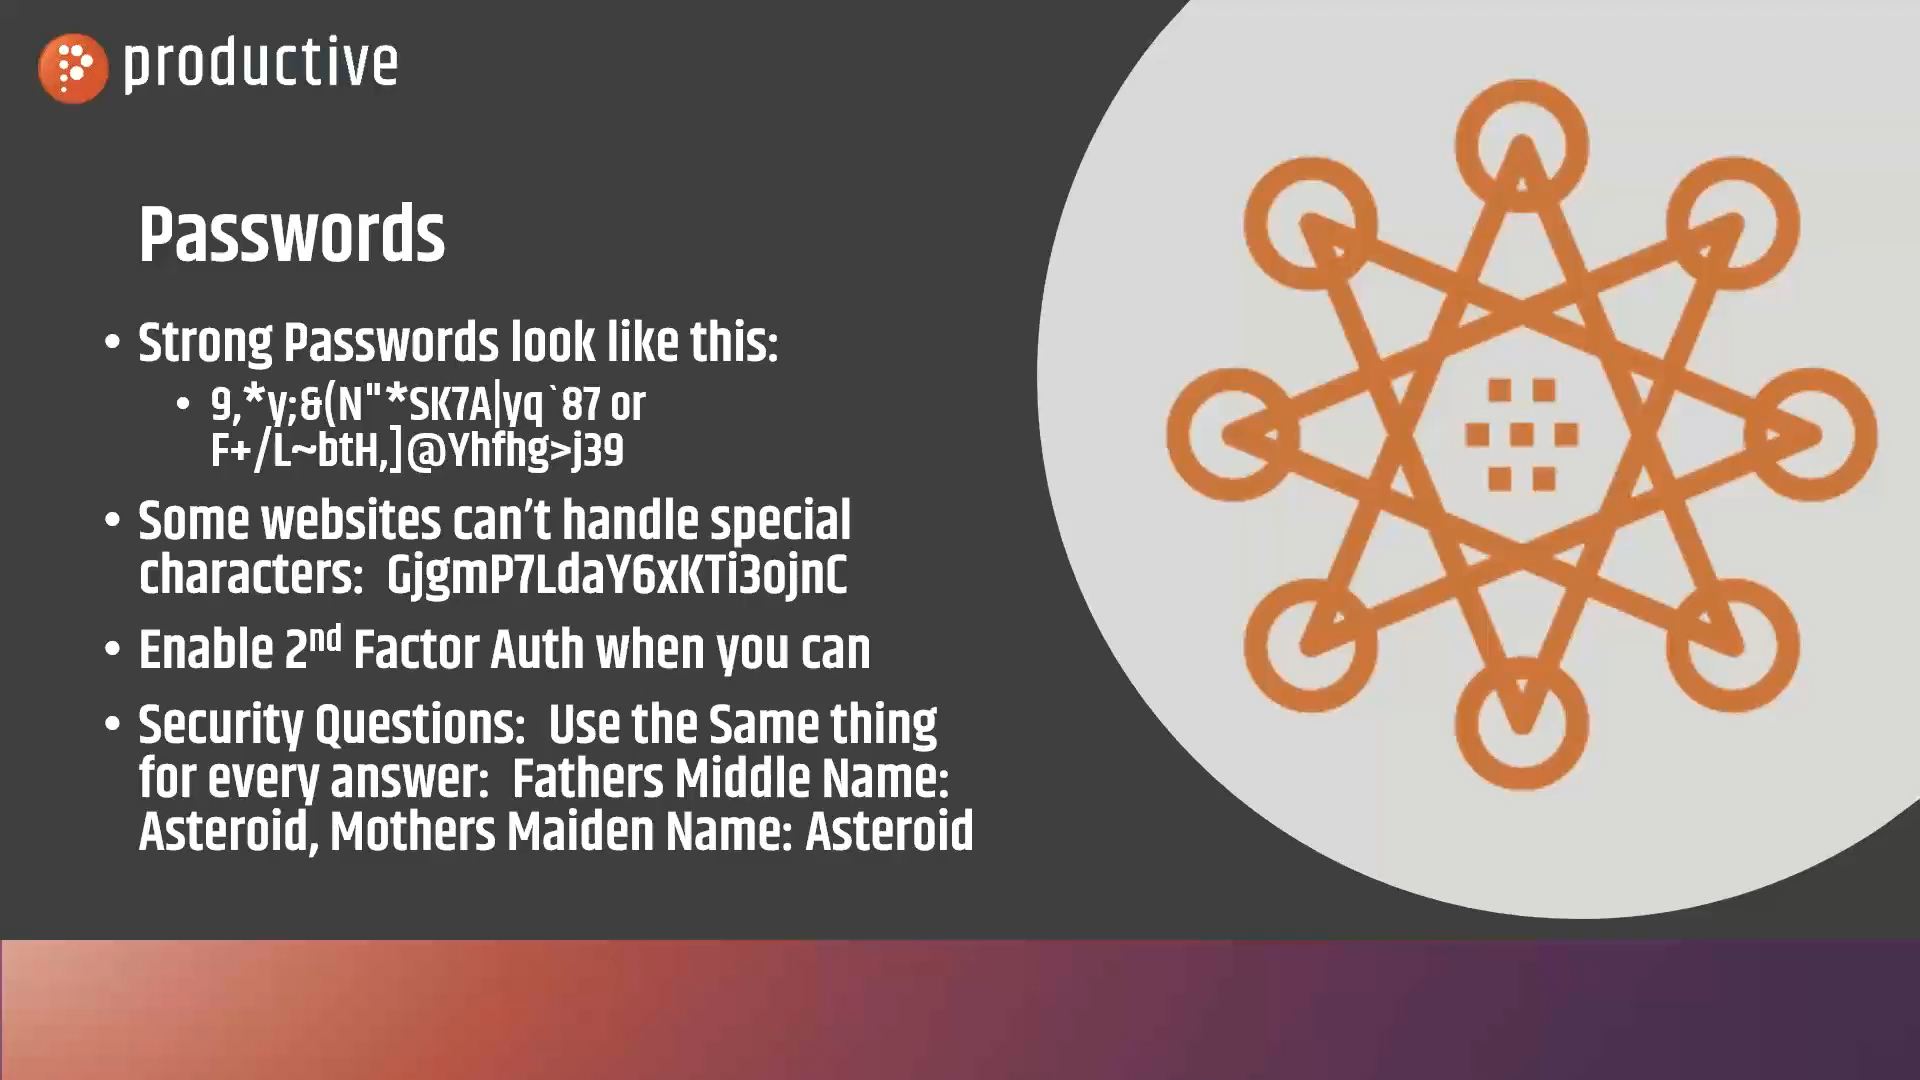 productive
Passwords
• Strong Passwords look like this:
• 9,*y;&(N"*SK7A|yq`87 or
F+/L~btH,]@Yhfhg>j39
• Some websites can’t handle special
characters: GjgmP7LdaY6xKTi3ojnC
• Enable 2nd Factor Auth when you can
• Security Questions: Use the Same thing
for every answer: Fathers Middle Name:
Asteroid, Mothers Maiden Name: Asteroid